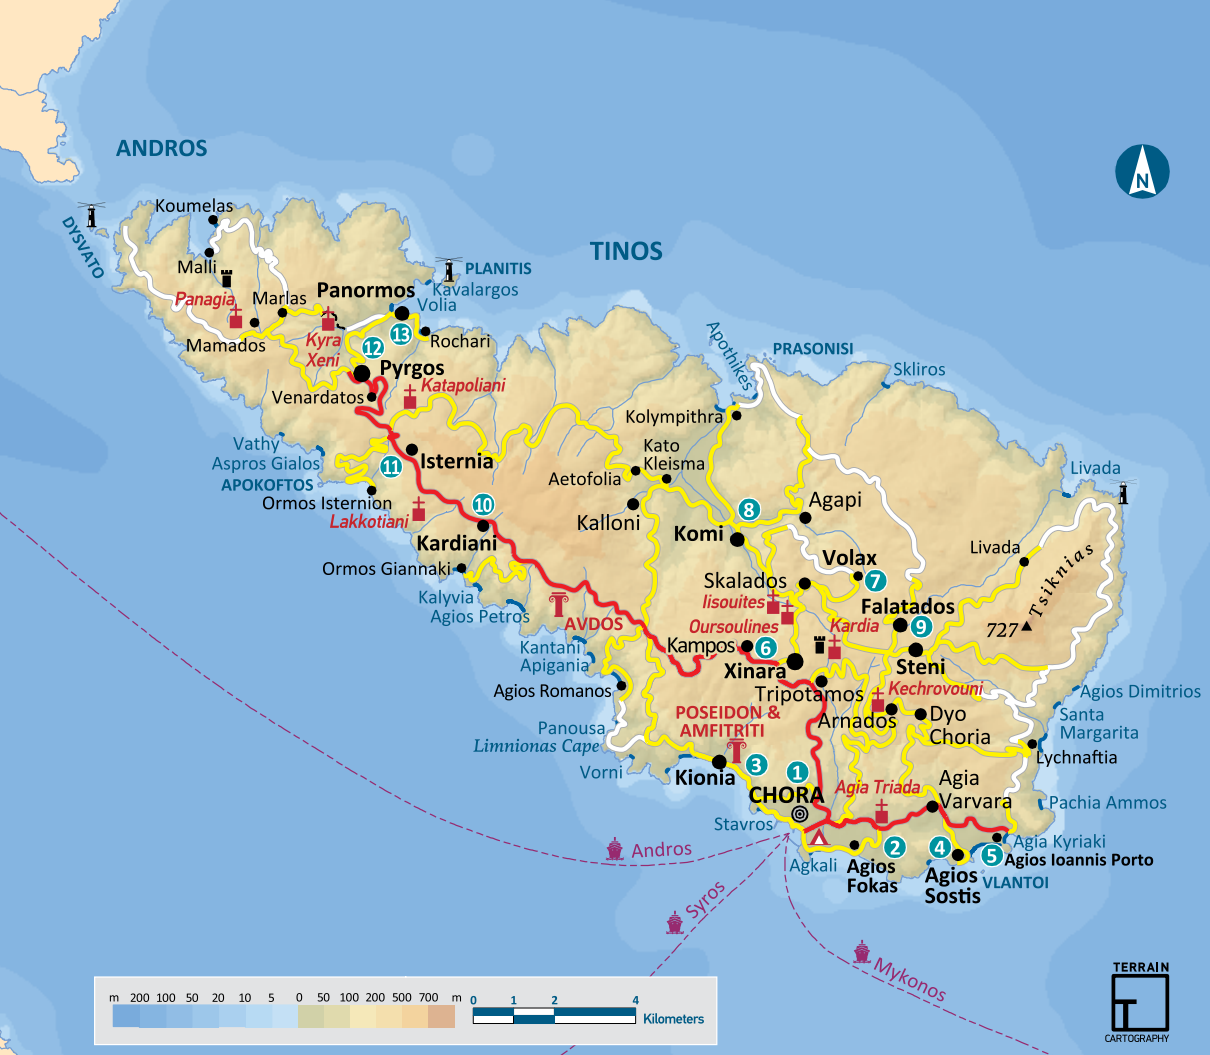 ANDROS
N
DYSVATO
Koumelas
TINOS
Malli
PLANITIS
Kavalargos
Panagia
Marlas
Panormos
Volia
Mamados
Kyra
Xeni
12
13
Rochari
Apothikes
PRASONISI
Skliros
Pyrgos
Venardatos
Katapoliani
Kolympithra
Vathy
Aspros Gialos
APOKOFTOS
11
Isternia
Kato
Kleisma
Aetofolia
Livada
Ormos Isternion
Lakkotiani
10
Kalloni
8
Agapi
Kardiani
Komi
Livada
Tsiknias
727
Ormos Giannaki
Volax
7
Skalados
Kalyvia
Agios Petros
AVDOS
Iisouites
Oursoulines
Falatados
9
Kardia
Kantani
Apigania
Kampos
6
Xinara
Steni
Agios Romanos
Tripotamos
Kechrovouni
Agios Dimitrios
POSEIDON &
AMFITRITI
Arnados
Dyo
Choria
Santa
Margarita
Panousa
Limnionas Cape
Lychnaftia
Vorni
Kionia
3
1
CHORA
Agia Triada
Agia
Varvara
Pachia Ammos
Stavros
Agkali
Agios
Fokas
2
4
Agios
Sostis
5
Agia Kyriaki
Agios Ioannis Porto
VLANTOI
Andros
Syros
Mykonos
m 200 100 50 20 10 5 0 50 100 200 500 700 m
0 1 2 4
Kilometers
TERRAIN
T
CARTOGRAPHY